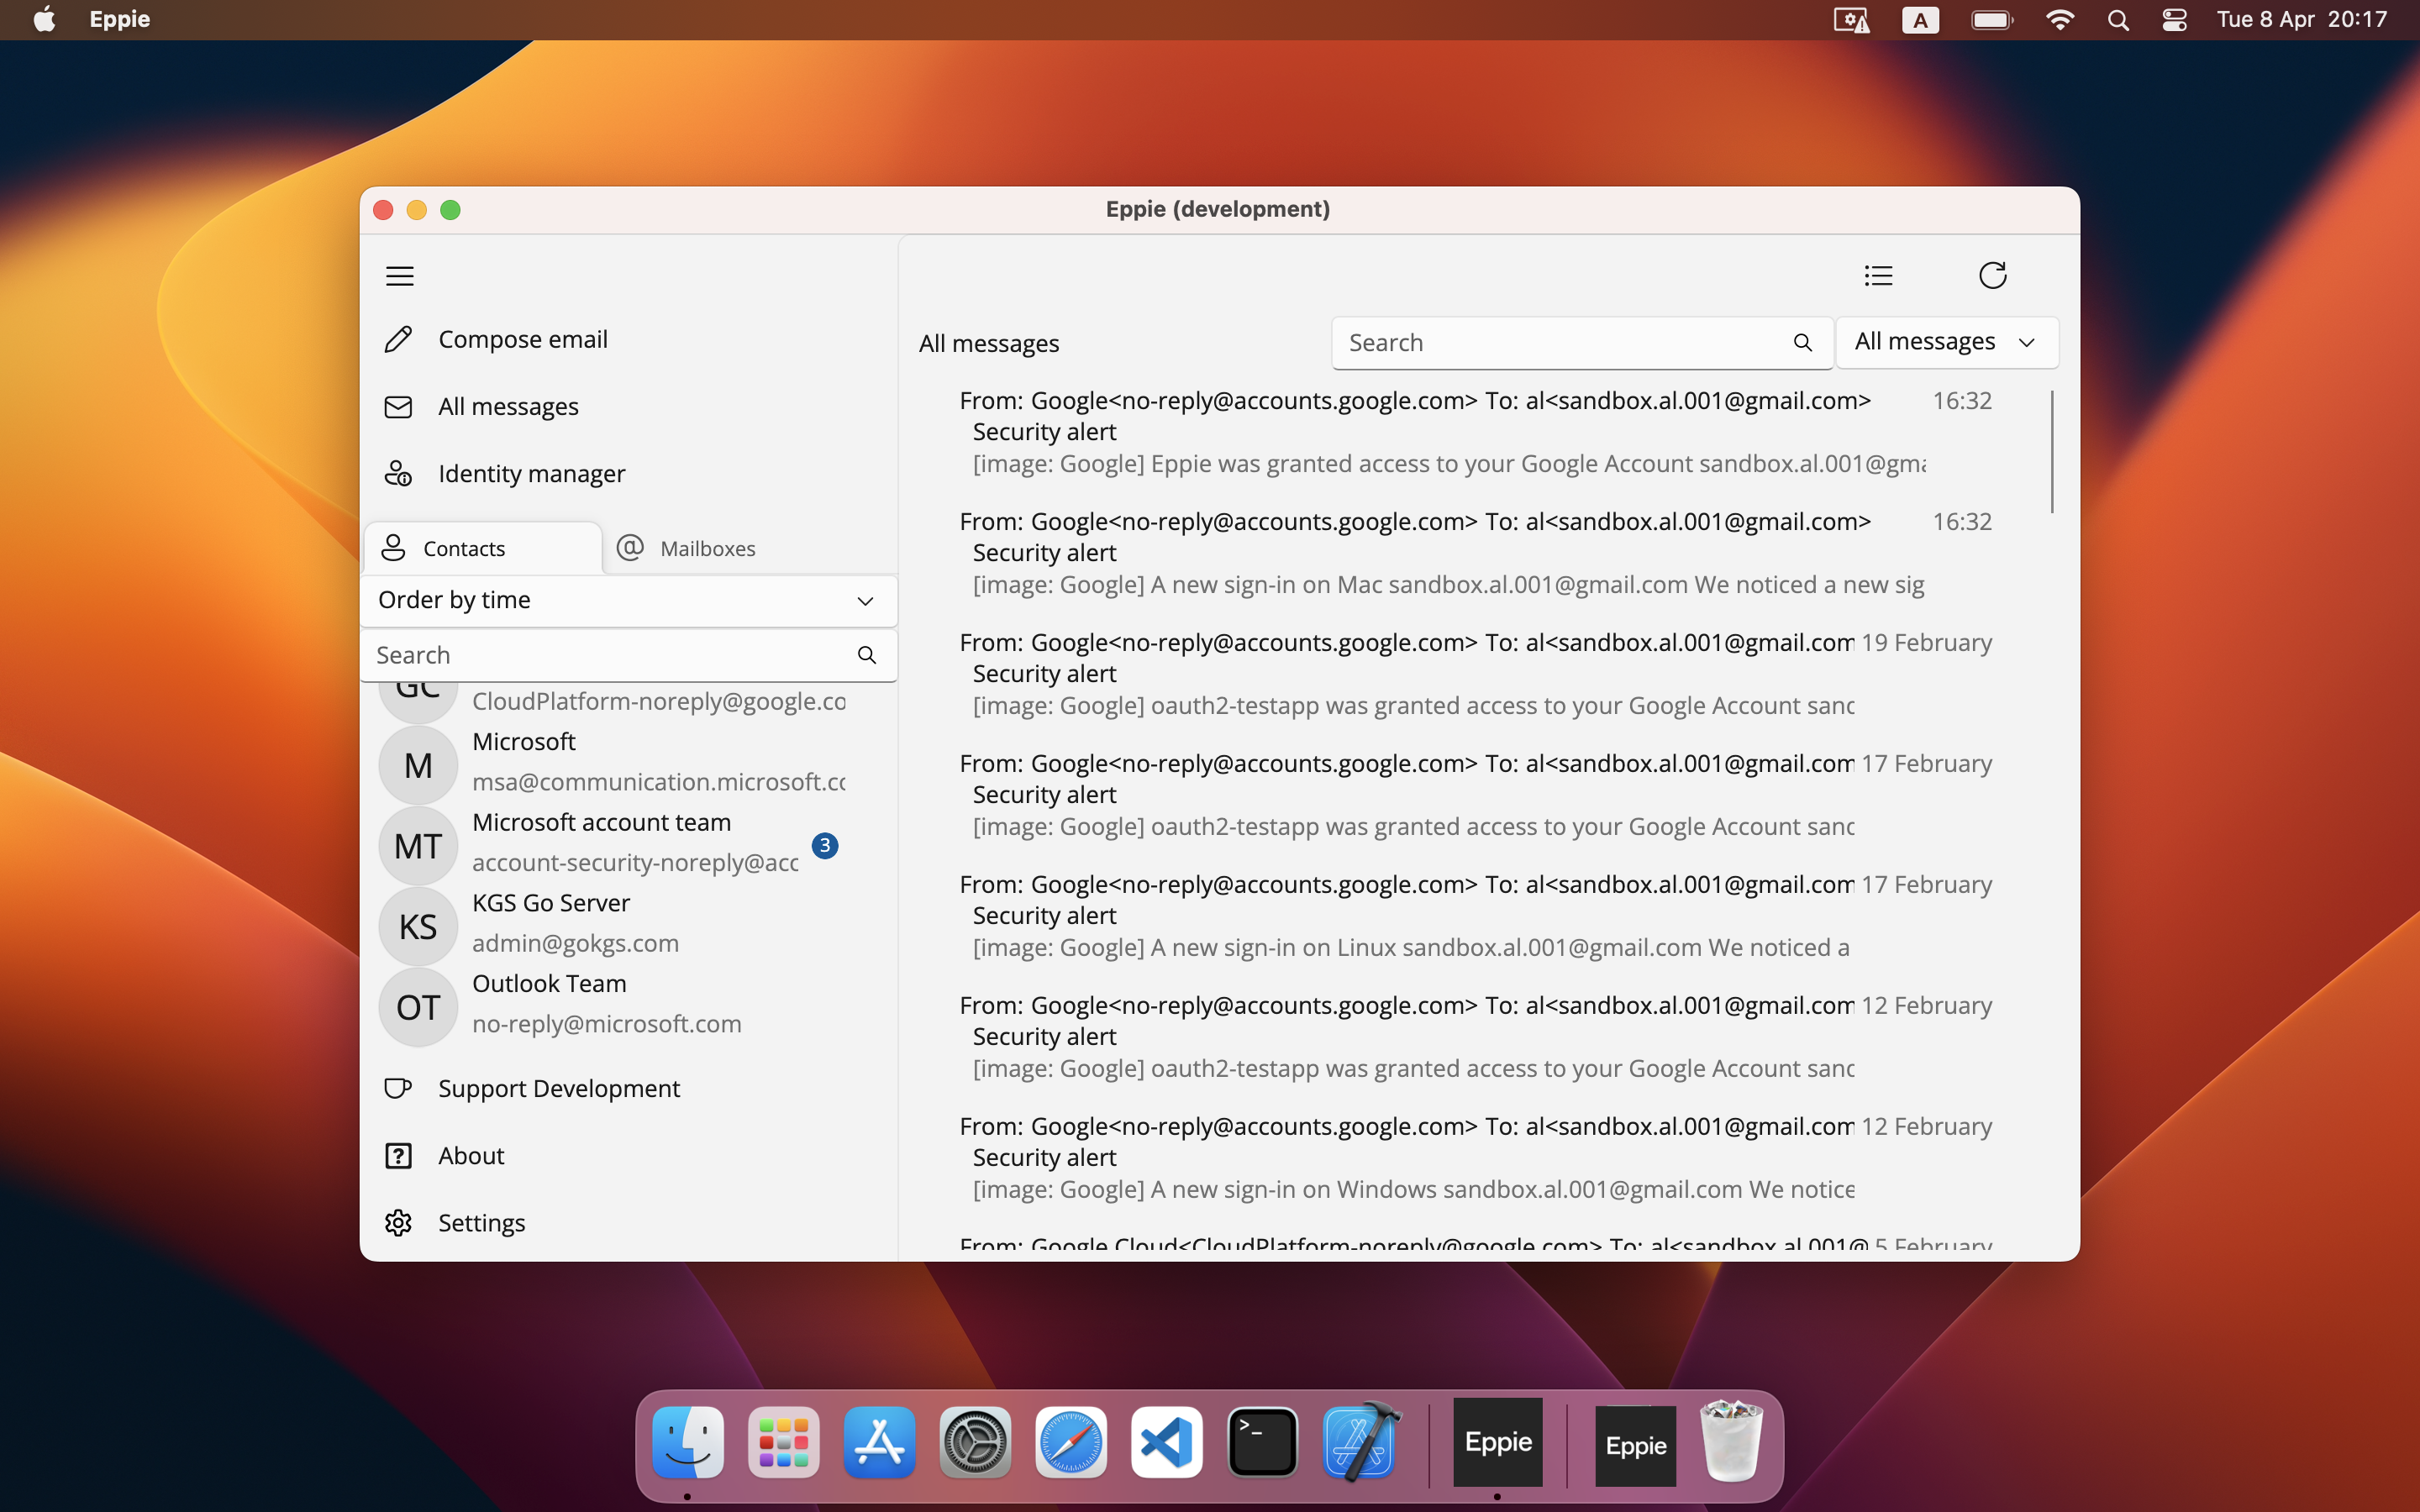 Eppie
A
Tue 8 Apr 20:17
Eppie (development)
Compose email
All messages
Identity manager
Contacts
Mailboxes
Order by time
Search
GC
CloudPlatform-noreply@google.co
M
Microsoft
msa@communication.microsoft.cc
MT
Microsoft account team
account-security-noreply@acc
3
KS
KGS Go Server
admin@gokgs.com
OT
Outlook Team
no-reply@microsoft.com
Support Development
About
Settings
All messages
Search
All messages
From: Google<no-reply@accounts.google.com> To: al<sandbox.al.001@gmail.com> 16:32
Security alert
[image: Google] Eppie was granted access to your Google Account sandbox.al.001@gma
From: Google<no-reply@accounts.google.com> To: al<sandbox.al.001@gmail.com> 16:32
Security alert
[image: Google] A new sign-in on Mac sandbox.al.001@gmail.com We noticed a new sig
From: Google<no-reply@accounts.google.com> To: al<sandbox.al.001@gmail.com 19 February
Security alert
[image: Google] oauth2-testapp was granted access to your Google Account sand
From: Google<no-reply@accounts.google.com> To: al<sandbox.al.001@gmail.com 17 February
Security alert
[image: Google] oauth2-testapp was granted access to your Google Account sand
From: Google<no-reply@accounts.google.com> To: al<sandbox.al.001@gmail.com 17 February
Security alert
[image: Google] A new sign-in on Linux sandbox.al.001@gmail.com We noticed a
From: Google<no-reply@accounts.google.com> To: al<sandbox.al.001@gmail.com 12 February
Security alert
[image: Google] oauth2-testapp was granted access to your Google Account sand
From: Google<no-reply@accounts.google.com> To: al<sandbox.al.001@gmail.com 12 February
Security alert
[image: Google] A new sign-in on Windows sandbox.al.001@gmail.com We notice
From: Google Cloud<CloudPlatform-noreply@google.com> To: al<sandbox.al.001@ 5 February
>_
Eppie
Eppie